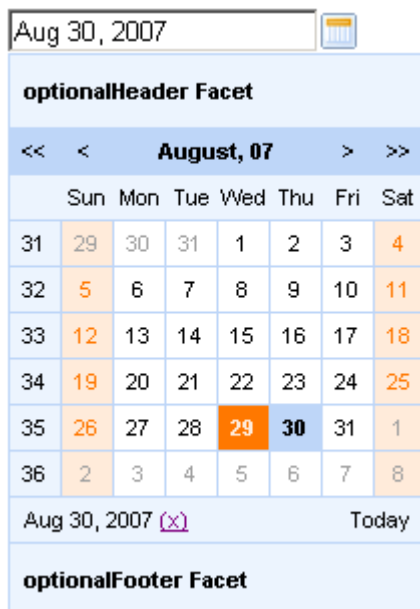 Aug 30, 2007
optionalHeader Facet
<< < August, 07 > >>
Sun Mon Tue Wed Thu Fri Sat
31 29 30 31 1 2 3 4
32 5 6 7 8 9 10 11
33 12 13 14 15 16 17 18
34 19 20 21 22 23 24 25
35 26 27 28 29 30 31 1
36 2 3 4 5 6 7 8
Aug 30, 2007 (x) Today
optionalFooter Facet